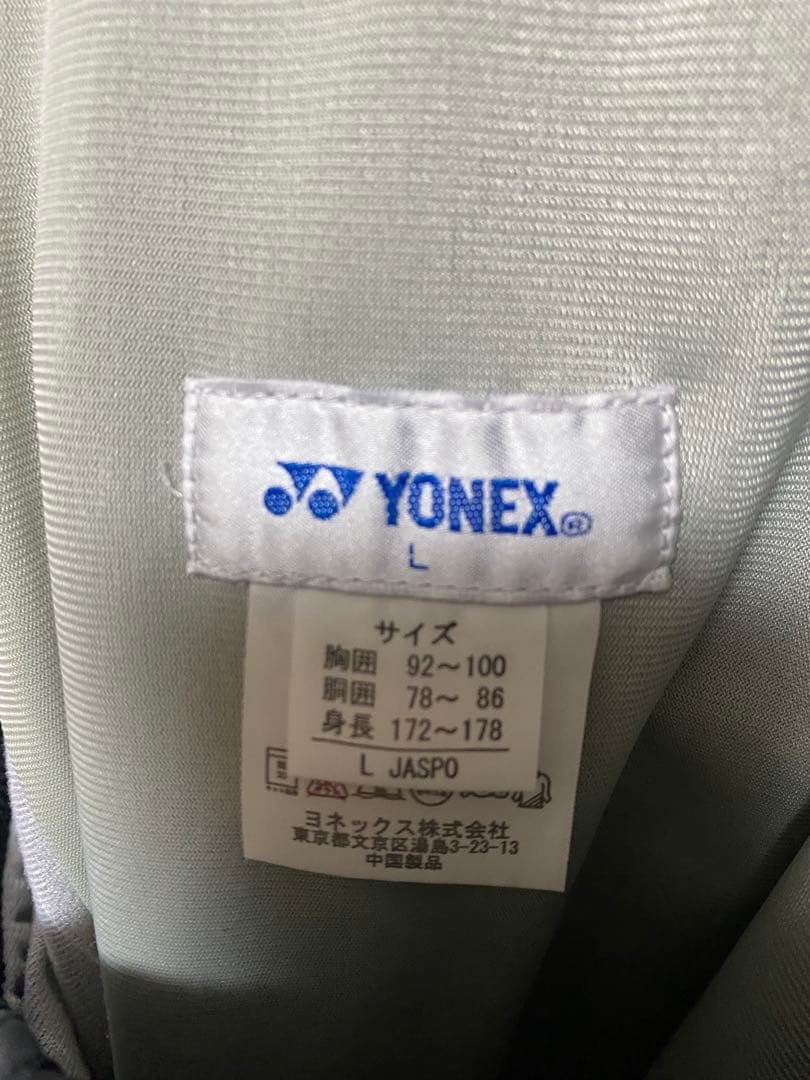 YONEX®
L
サイズ
胸囲 92～100
胴囲 78～ 86
身長 172～178
L JASPO
ヨネックス株式会社
東京都文京区湯島3-23-13
中国製品